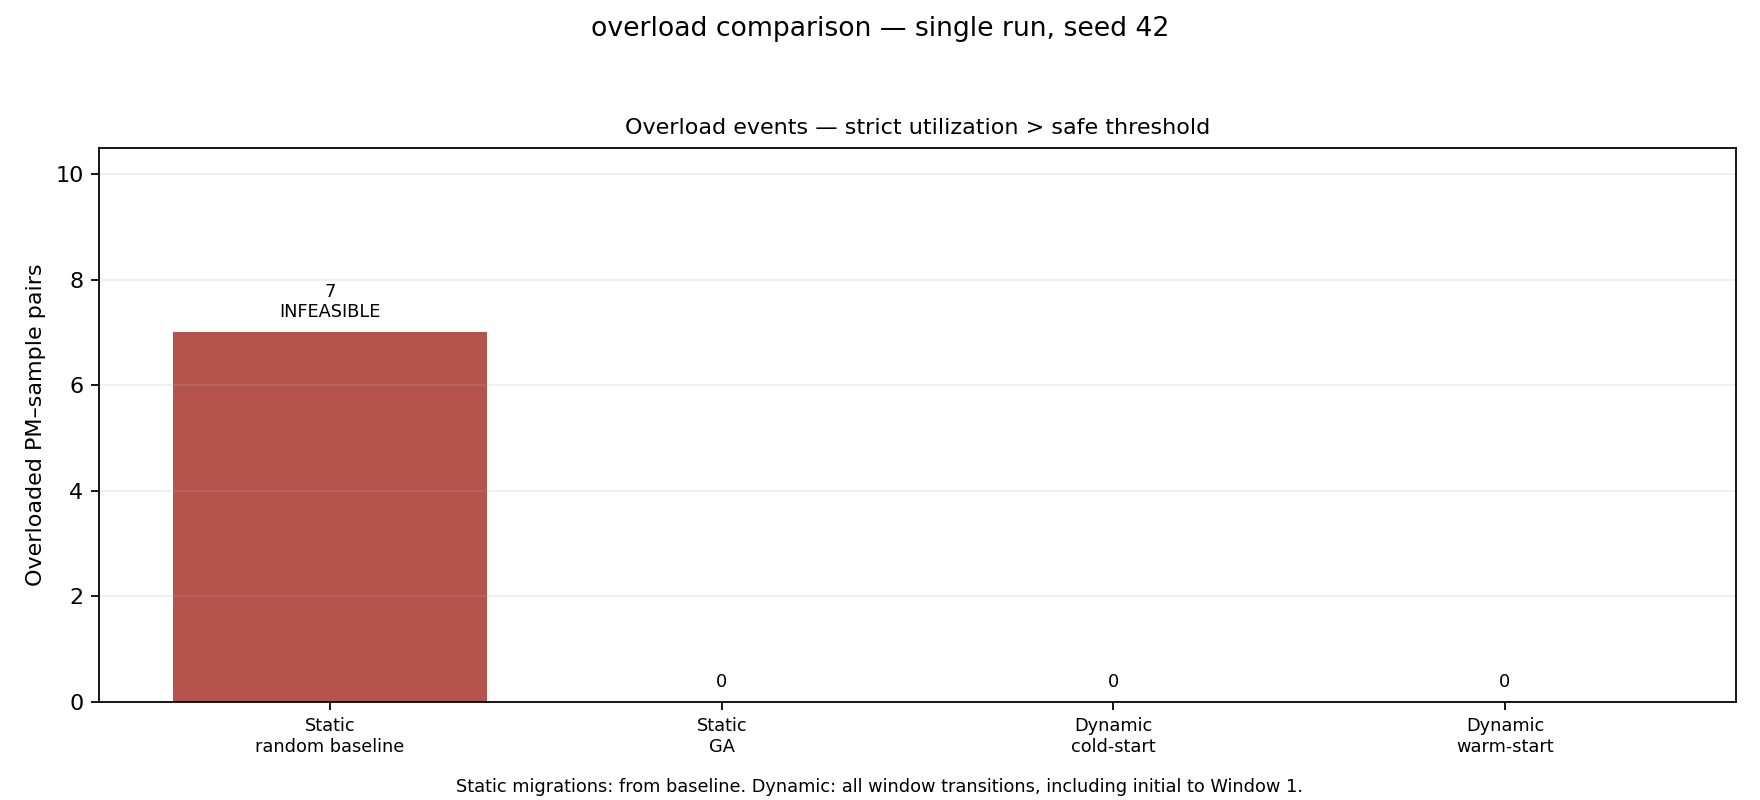 overload comparison — single run, seed 42
Overload events — strict utilization > safe threshold
Overloaded PM–sample pairs
10
8
6
4
2
0
7
INFEASIBLE
0
0
0
Static
random baseline
Static
GA
Dynamic
cold-start
Dynamic
warm-start
Static migrations: from baseline. Dynamic: all window transitions, including initial to Window 1.